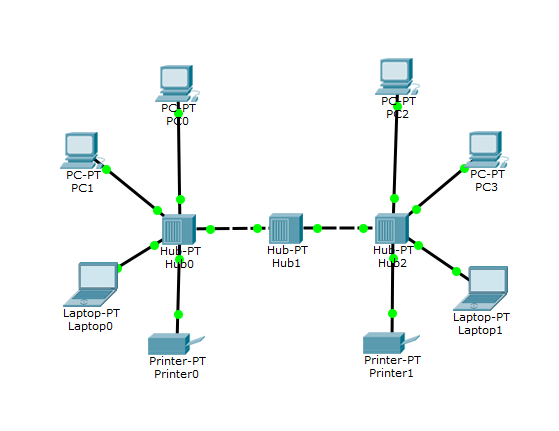 PC-PT
PC0
PC-PT
PC2
PC-PT
PC1
PC-PT
PC3
Hub-PT
Hub0
Hub-PT
Hub1
Hub-PT
Hub2
Laptop-PT
Laptop0
Laptop-PT
Laptop1
Printer-PT
Printer0
Printer-PT
Printer1